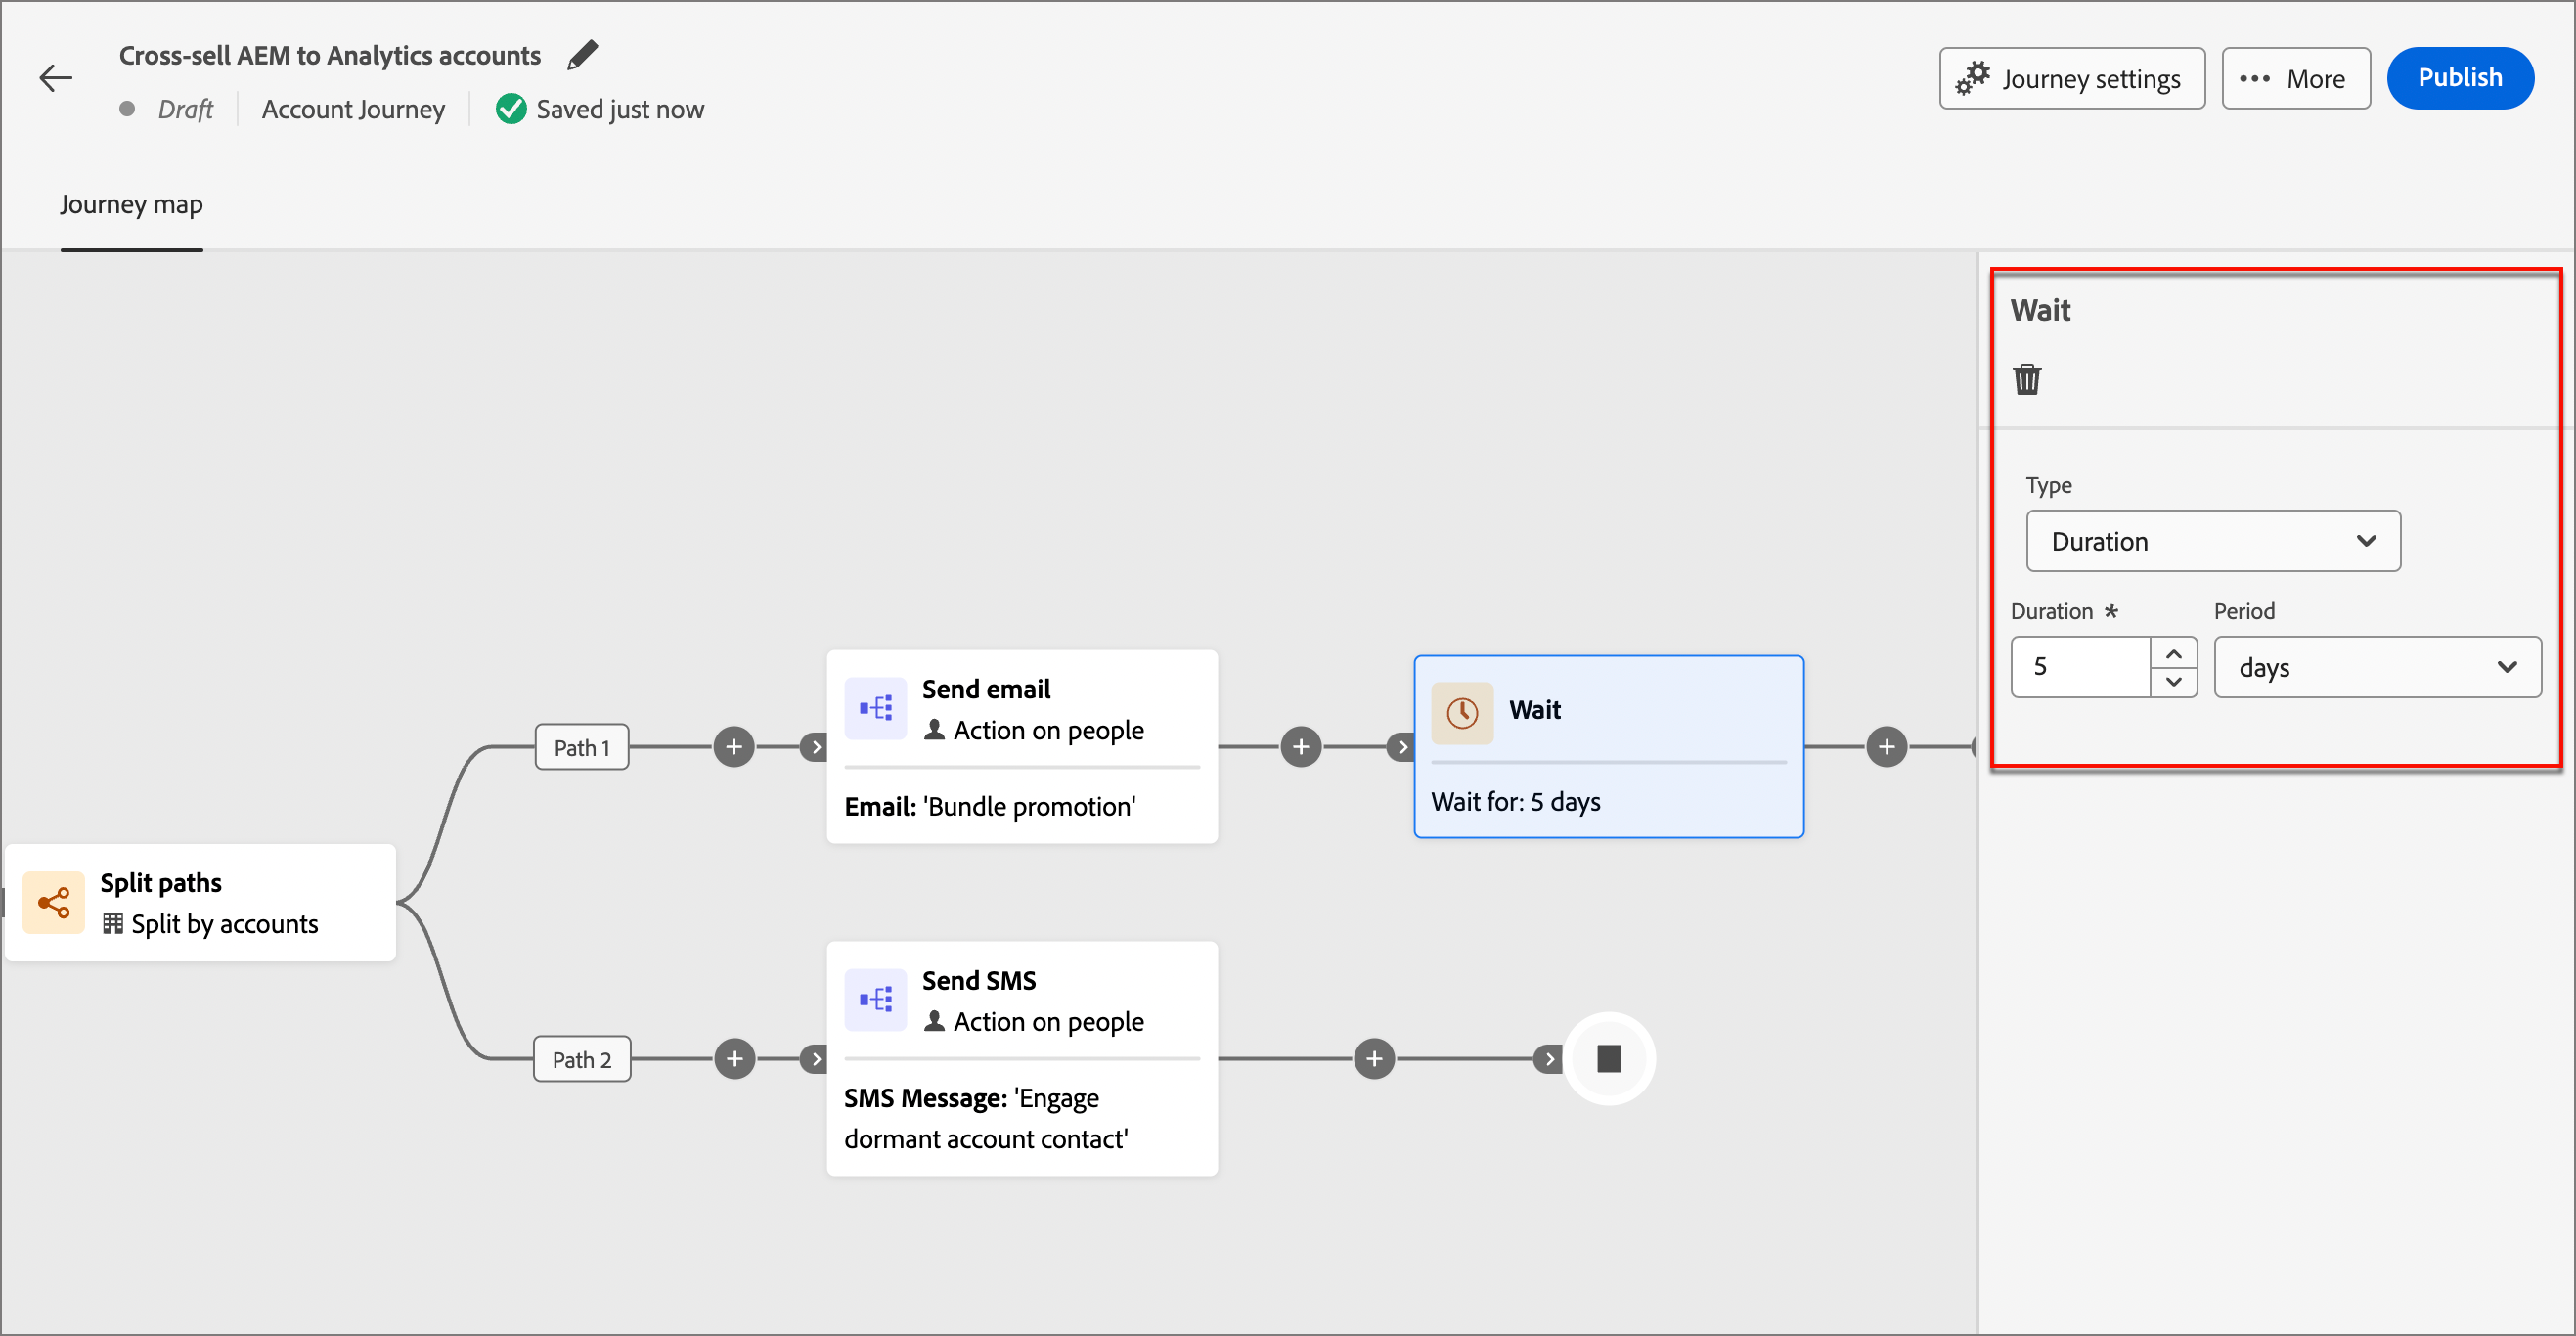 Cross-sell AEM to Analytics accounts
Draft
Account Journey
Saved just now
Journey settings
More
Publish
Journey map
Wait
Type
Duration
Duration *
Period
5
days
Path 1
Send email
Action on people
Email: 'Bundle promotion'
Wait
Wait for: 5 days
Split paths
Split by accounts
Path 2
Send SMS
Action on people
SMS Message: 'Engage
dormant account contact'